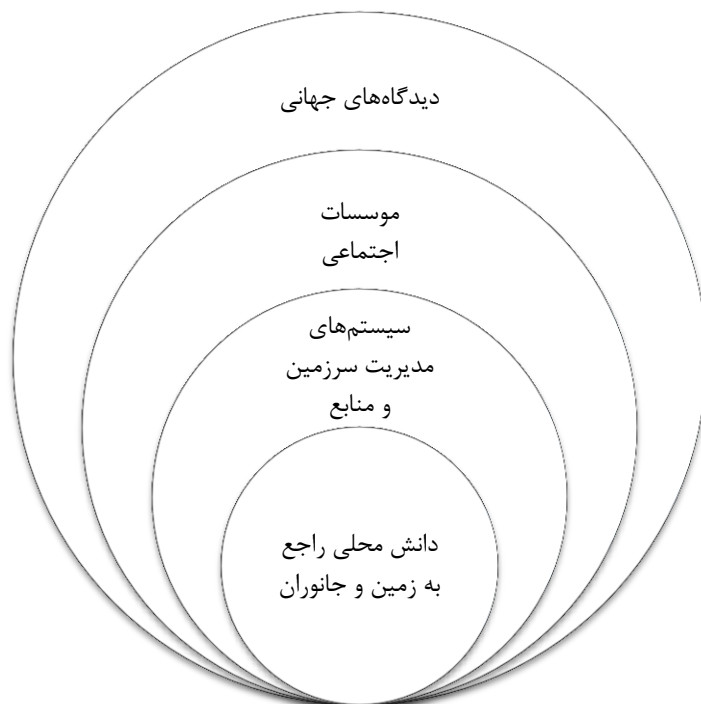 دیدگاه‌های جهانی
موسسات
اجتماعی
سیستم‌های
مدیریت سرزمین
و منابع
دانش محلی راجع
به زمین و جانوران